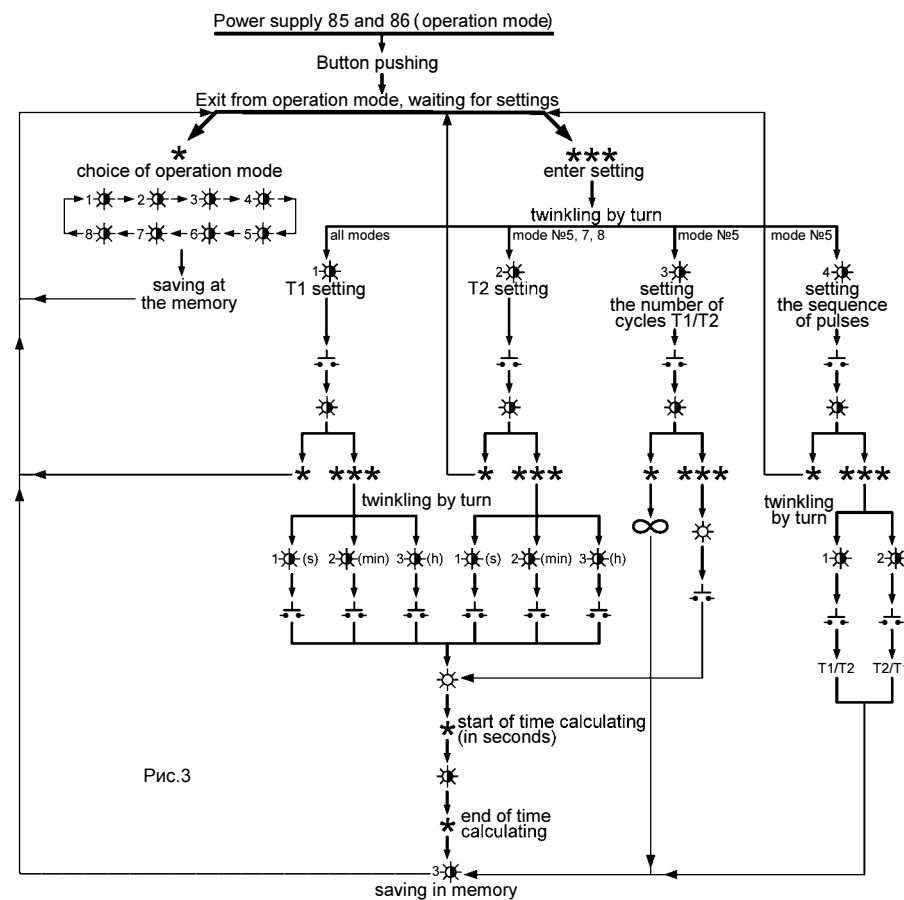 Power supply 85 and 86 (operation mode)
Button pushing
Exit from operation mode, waiting for settings
*
***
choice of operation mode
enter setting
1 2 3 4
8 7 6 5
twinkling by turn
all modes
mode №5, 7, 8
mode №5
mode №5
saving at
the memory
1
T1 setting
2
T2 setting
3
setting
the number of
cycles T1/T2
4
setting
the sequence
of pulses
* ***
* ***
* ***
* ***
twinkling by turn
twinkling
by turn
∞
1 (s) 2 (min) 3 (h)
1 (s) 2 (min) 3 (h)
1 2
T1/T2
* start of time calculating
(in seconds)
* end of time
calculating
Рис.3
3
saving in memory